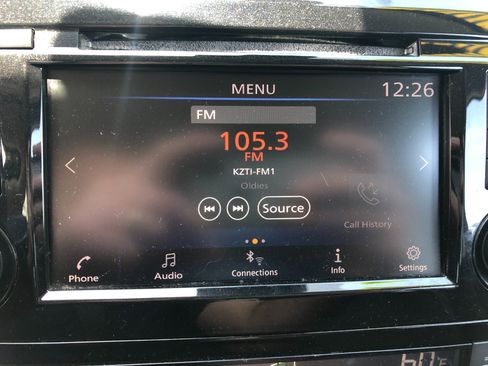 MENU 12:26
FM
105.3
FM
KZTI-FM1
Oldies
Source
Call History
Phone Audio Connections Info Settings